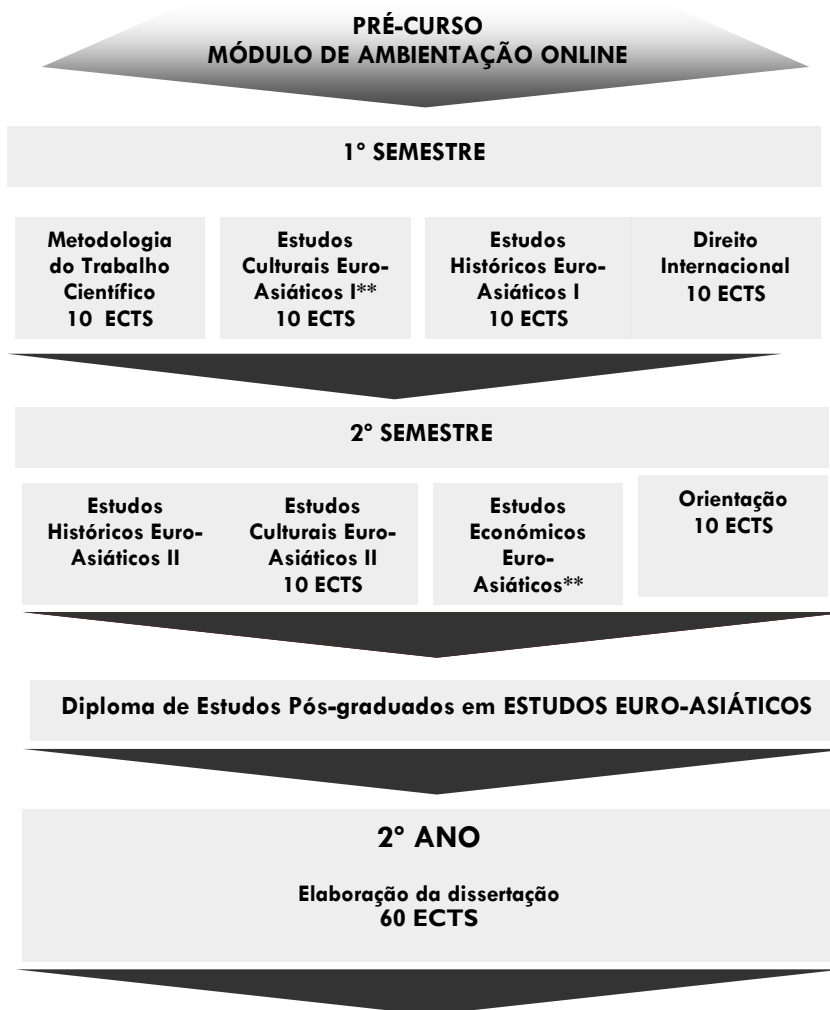 PRÉ-CURSO
MÓDULO DE AMBIENTAÇÃO ONLINE
1º SEMESTRE
Metodologia
do Trabalho
Científico
10 ECTS
Estudos
Culturais Euro-
Asiáticos I**
10 ECTS
Estudos
Históricos Euro-
Asiáticos I
10 ECTS
Direito
Internacional
10 ECTS
2º SEMESTRE
Estudos
Históricos Euro-
Asiáticos II
Estudos
Culturais Euro-
Asiáticos II
10 ECTS
Estudos
Económicos
Euro-
Asiáticos**
Orientação
10 ECTS
Diploma de Estudos Pós-graduados em ESTUDOS EURO-ASIÁTICOS
2º ANO
Elaboração da dissertação
60 ECTS